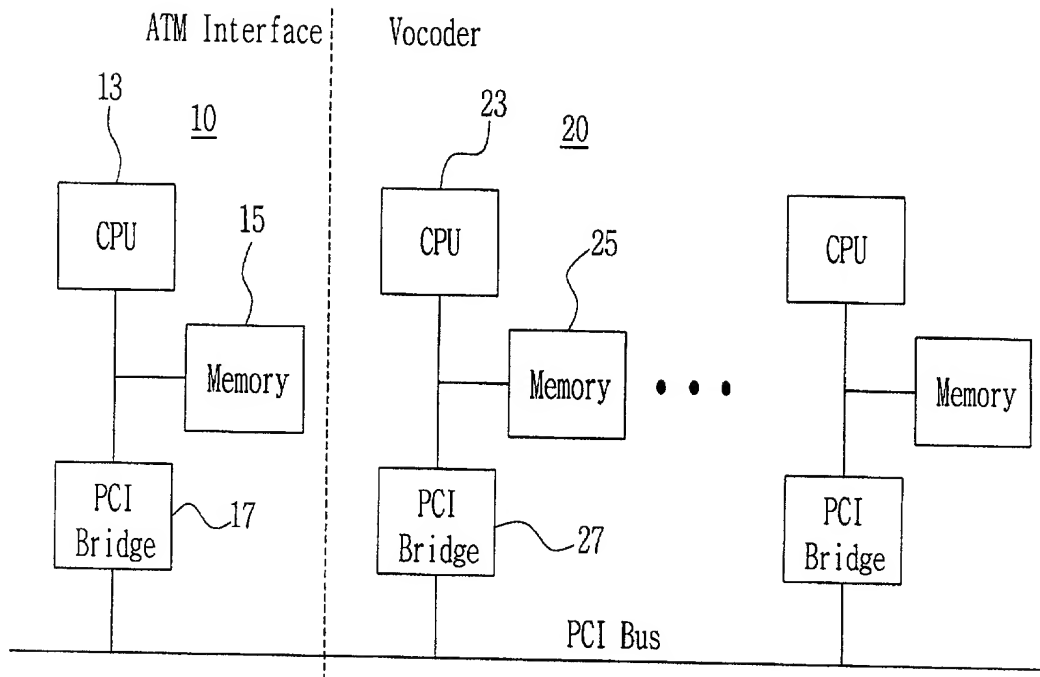 ATM Interface
Vocoder
13
10
23
20
CPU
CPU
CPU
15
25
Memory
Memory
Memory
PCI
Bridge
17
PCI
Bridge
27
PCI
Bridge
PCI Bus